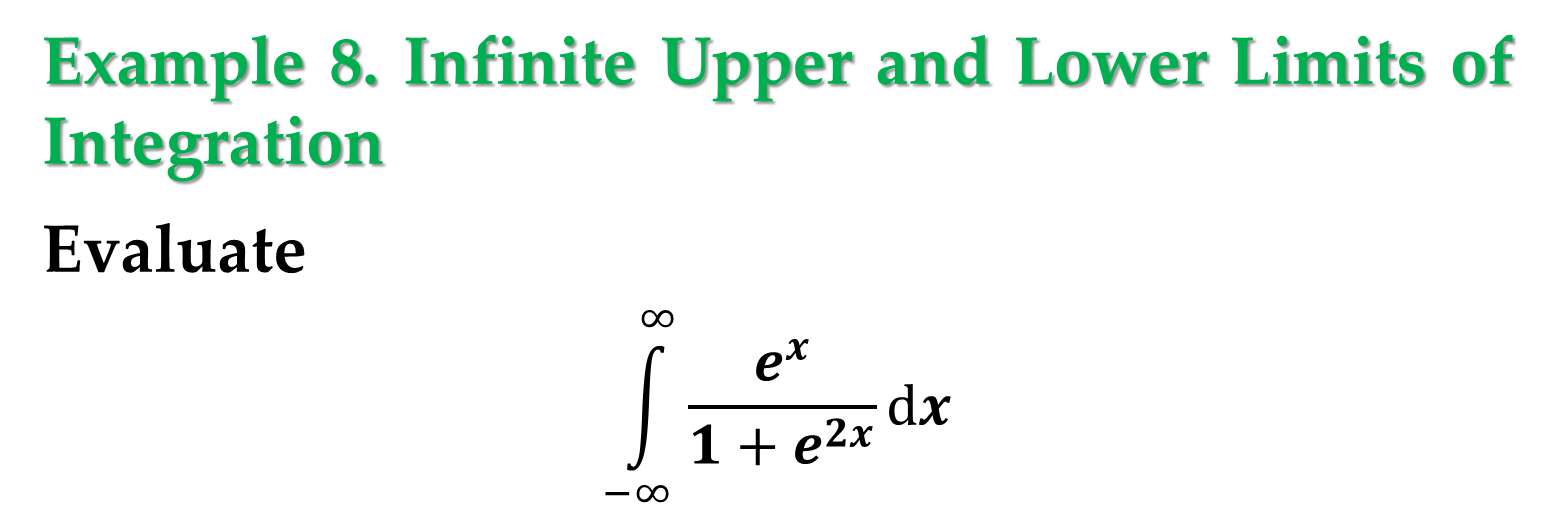 Example 8. Infinite Upper and Lower Limits of
Integration
Evaluate
∞
∫ e^x / (1 + e^{2x}) dx
−∞